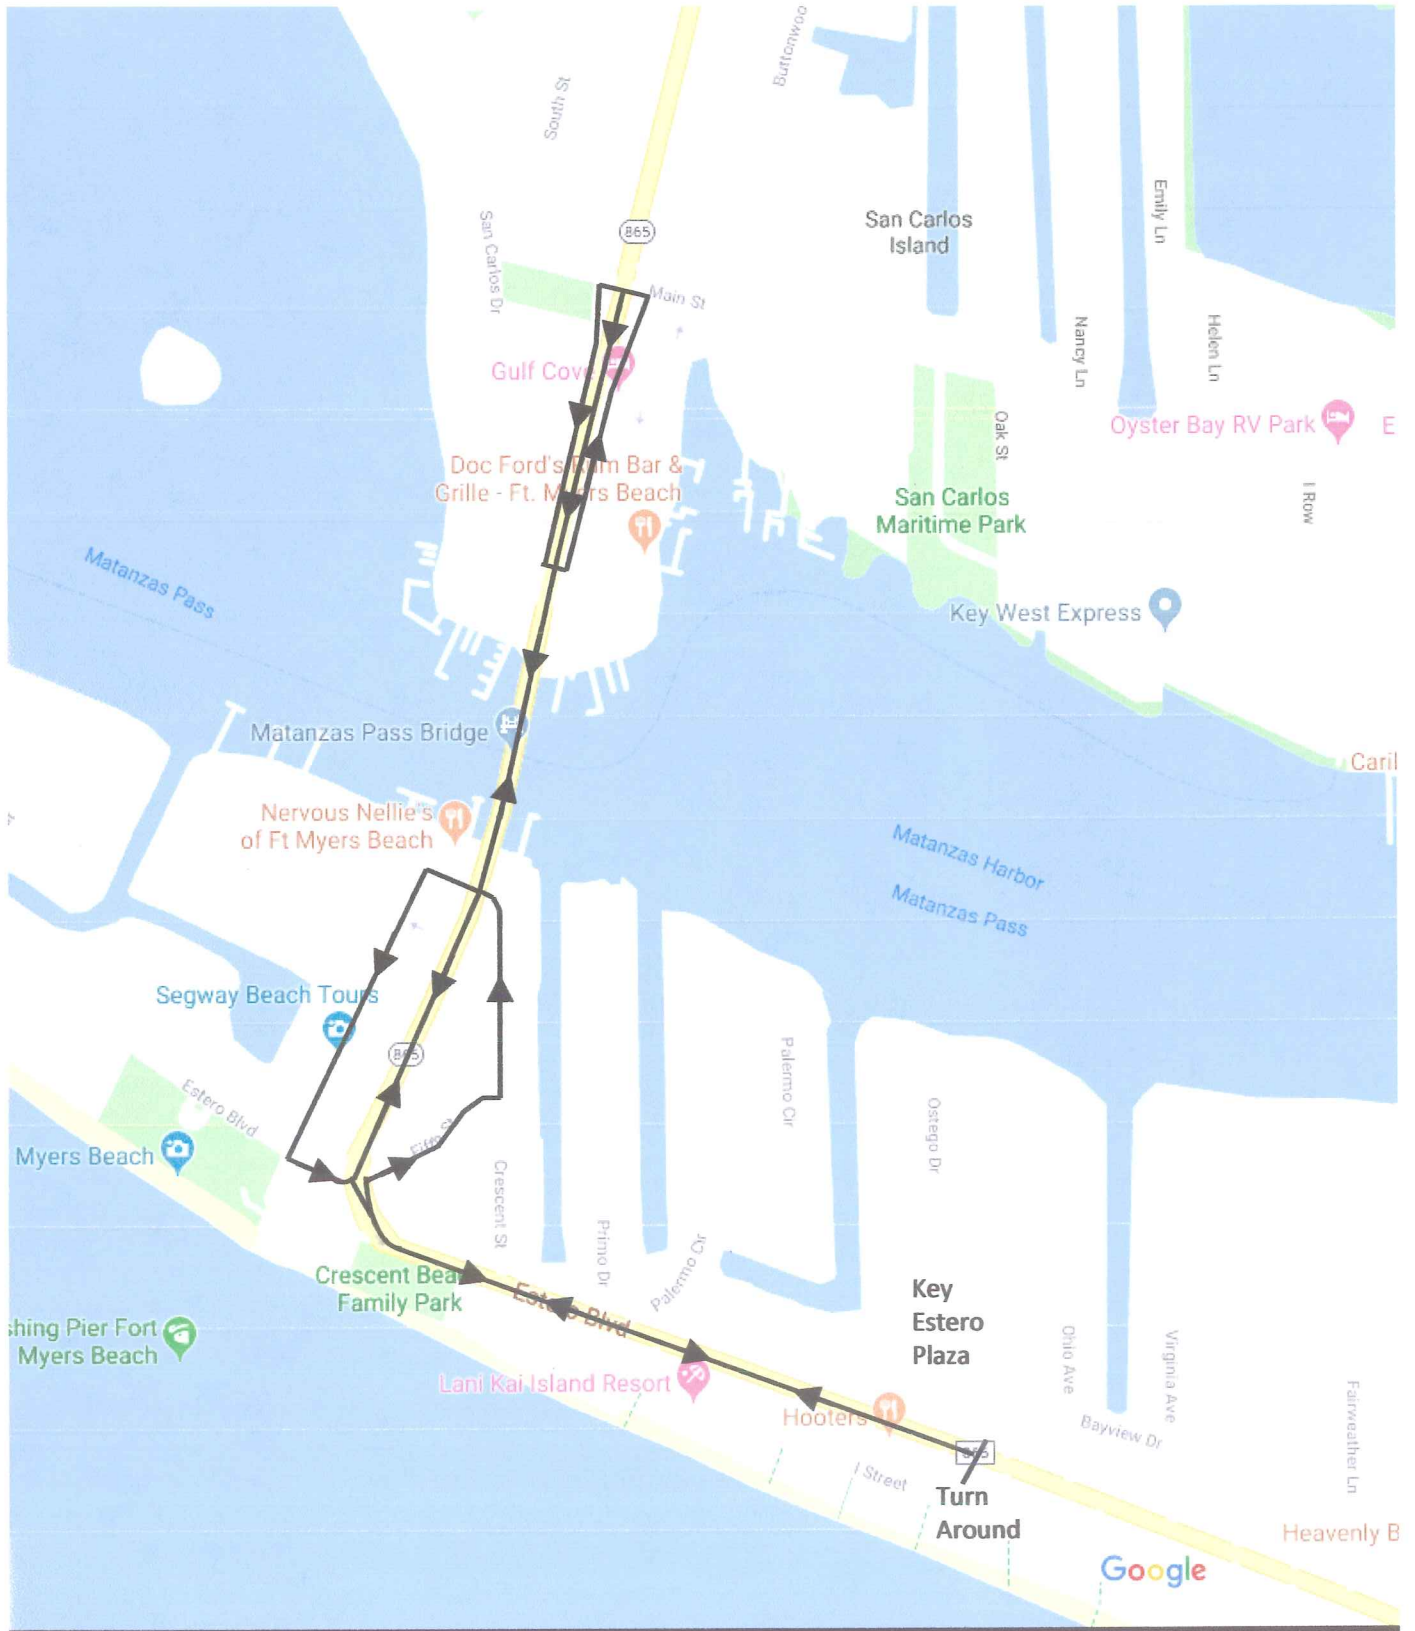 South St
Buttonwoo
865
San Carlos Dr
Main St
San Carlos
Island
Emily Ln
Nancy Ln
Helen Ln
Gulf Cove
Oyster Bay RV Park
E
Oak St
I Row
Doc Ford's Rum Bar &
Grille - Ft. Myers Beach
San Carlos
Maritime Park
Matanzas Pass
Key West Express
Matanzas Pass Bridge
Caril
Nervous Nellie's
of Ft Myers Beach
Matanzas Harbor
Matanzas Pass
Segway Beach Tours
865
Estero Blvd
Palermo Cir
Ostego Dr
Myers Beach
Fifth St
Crescent St
Primo Dr
Palermo Cir
Crescent Beac
Family Park
Estero Blvd
Key
Estero
Plaza
shing Pier Fort
Myers Beach
Ohio Ave
Virginia Ave
Fairweather Ln
Lani Kai Island Resort
Hooters
Bayview Dr
865
I Street
Turn
Around
Heavenly B
Google